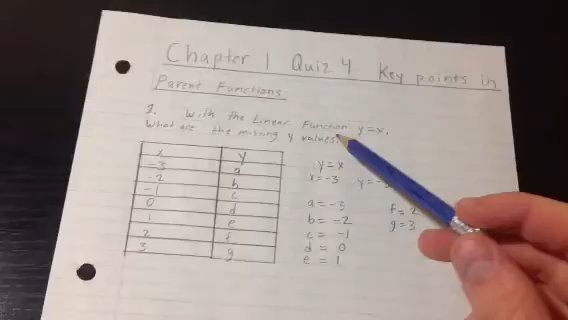 Chapter 1 Quiz 4 Key points in
Parent Functions
1. With the Linear Function y=x,
What are the missing y values.
x y
-3 a
-2 b
-1 c
0 d
1 e
2 f
3 g
y=x
x=-3 y=-
a = -3
b = -2
c = -1
d = 0
e = 1
f = 2
g = 3